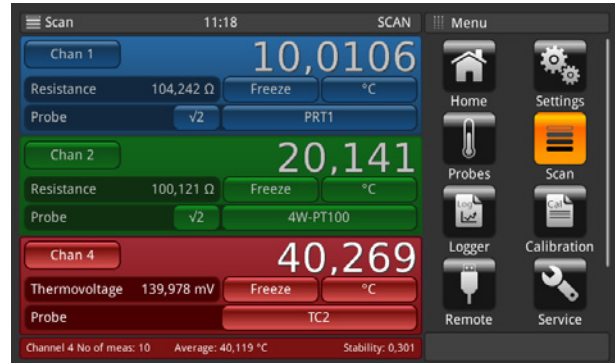 Scan 11:18 SCAN
Chan 1 10,0106
Resistance 104,242 Ω Freeze °C
Probe √2 PRT1
Chan 2 20,141
Resistance 100,121 Ω Freeze °C
Probe √2 4W-PT100
Chan 4 40,269
Thermovoltage 139,978 mV Freeze °C
Probe TC2
Channel 4 No of meas: 10 Average: 40,119 °C Stability: 0,301
Menu
Home Settings
Probes Scan
Log Cal
Logger Calibration
Remote Service